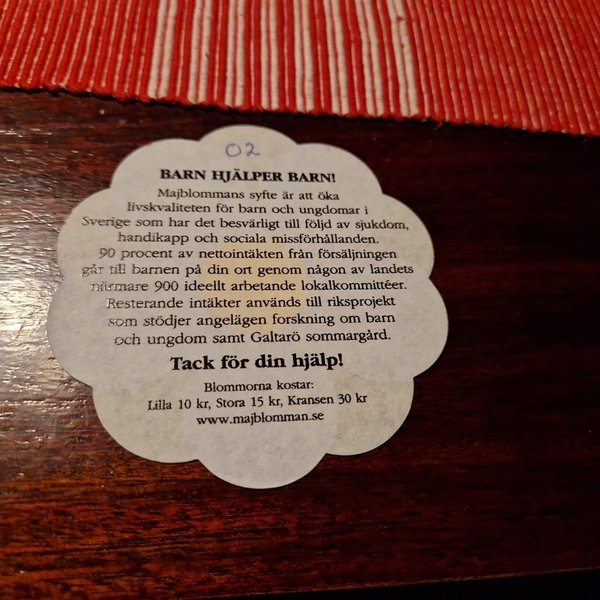 02
BARN HJÄLPER BARN!
Majblommans syfte är att öka
livskvaliteten för barn och ungdomar i
Sverige som har det besvärligt till följd av sjukdom,
handikapp och sociala missförhållanden.
90 procent av nettointäkten från försäljningen
går till barnen på din ort genom någon av landets
närmare 900 ideellt arbetande lokalkommittéer.
Resterande intäkter används till riksprojekt
som stödjer angelägen forskning om barn
och ungdom samt Galtarö sommargård.
Tack för din hjälp!
Blommorna kostar:
Lilla 10 kr, Stora 15 kr, Kransen 30 kr
www.majblomman.se